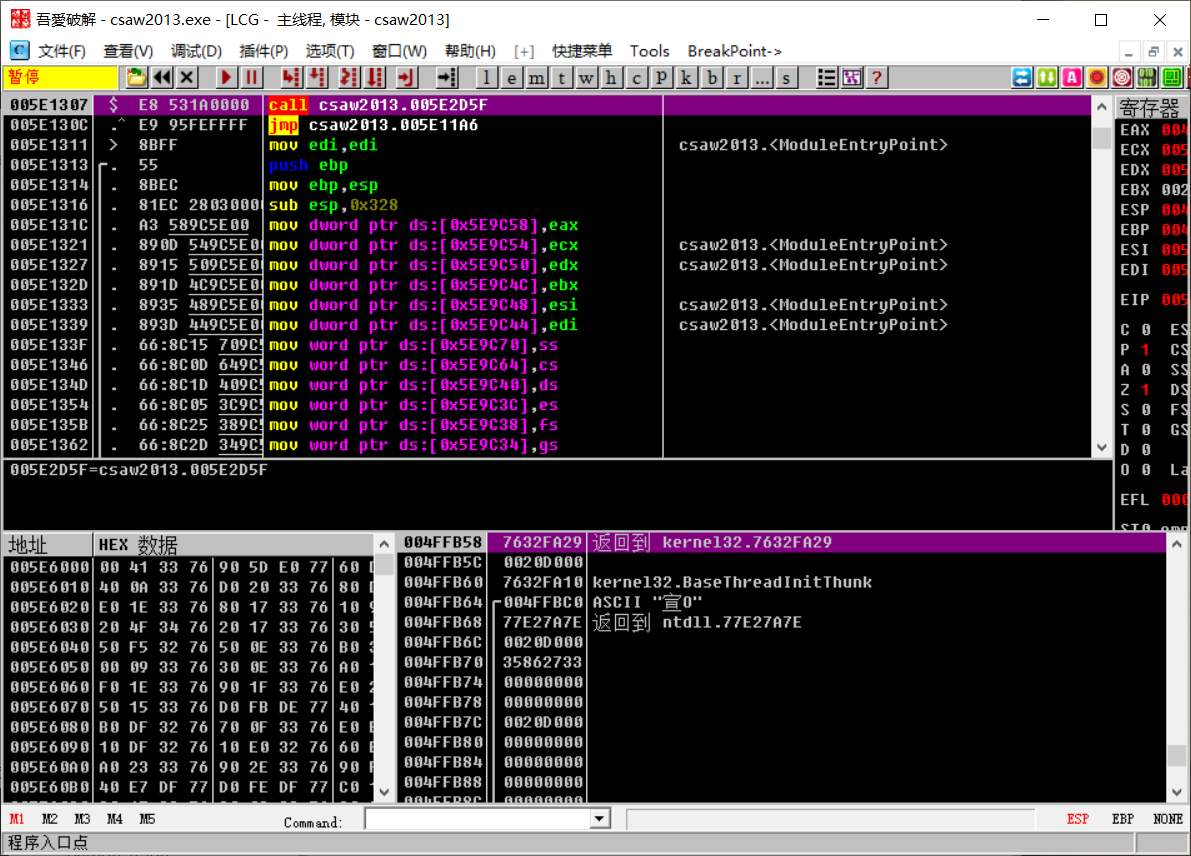 吾愛破解 - csaw2013.exe - [LCG - 主线程, 模块 - csaw2013]
文件(F) 查看(V) 调试(D) 插件(P) 选项(T) 窗口(W) 帮助(H) [+] 快捷菜单 Tools BreakPoint->
暂停 l e m t w h c P k b r ... s ?
005E1307 $ E8 531A0000 call csaw2013.005E2D5F
005E130C .^ E9 95FEFFFF jmp csaw2013.005E11A6
005E1311 > 8BFF mov edi,edi csaw2013.<ModuleEntryPoint>
005E1313 . 55 push ebp
005E1314 . 8BEC mov ebp,esp
005E1316 . 81EC 28030000 sub esp,0x328
005E131C . A3 589C5E00 mov dword ptr ds:[0x5E9C58],eax
005E1321 . 890D 549C5E00 mov dword ptr ds:[0x5E9C54],ecx csaw2013.<ModuleEntryPoint>
005E1327 . 8915 509C5E00 mov dword ptr ds:[0x5E9C50],edx csaw2013.<ModuleEntryPoint>
005E132D . 891D 4C9C5E00 mov dword ptr ds:[0x5E9C4C],ebx
005E1333 . 8935 489C5E00 mov dword ptr ds:[0x5E9C48],esi csaw2013.<ModuleEntryPoint>
005E1339 . 893D 449C5E00 mov dword ptr ds:[0x5E9C44],edi csaw2013.<ModuleEntryPoint>
005E133F . 66:8C15 709C5 mov word ptr ds:[0x5E9C70],ss
005E1346 . 66:8C0D 649C5 mov word ptr ds:[0x5E9C64],cs
005E134D . 66:8C1D 409C5 mov word ptr ds:[0x5E9C40],ds
005E1354 . 66:8C05 3C9C5 mov word ptr ds:[0x5E9C3C],es
005E135B . 66:8C25 389C5 mov word ptr ds:[0x5E9C38],fs
005E1362 . 66:8C2D 349C5 mov word ptr ds:[0x5E9C34],gs
寄存器
EAX 004
ECX 005
EDX 005
EBX 002
ESP 004
EBP 004
ESI 005
EDI 005
EIP 005
C 0 ES
P 1 CS
A 0 SS
Z 1 DS
S 0 FS
T 0 GS
D 0
O 0 La
EFL 000
005E2D5F=csaw2013.005E2D5F
地址 HEX 数据
005E6000 00 41 33 76 90 5D E0 77 60
005E6010 40 0A 33 76 D0 20 33 76 80
005E6020 E0 1E 33 76 80 17 33 76 10
005E6030 20 4F 34 76 20 17 33 76 30
005E6040 50 F5 32 76 50 0E 33 76 B0
005E6050 00 09 33 76 30 0E 33 76 A0
005E6060 F0 1E 33 76 90 1F 33 76 E0
005E6070 50 15 33 76 D0 FB DE 77 40
005E6080 B0 DF 32 76 70 0F 33 76 E0
005E6090 10 DF 32 76 10 E0 32 76 60
005E60A0 A0 23 33 76 90 2E 33 76 90
005E60B0 40 E7 DF 77 D0 FE DF 77 C0
004FFB58 7632FA29 返回到 kernel32.7632FA29
004FFB5C 0020D000
004FFB60 7632FA10 kernel32.BaseThreadInitThunk
004FFB64 004FFBC0 ASCII "宣O"
004FFB68 77E27A7E 返回到 ntdll.77E27A7E
004FFB6C 0020D000
004FFB70 35862733
004FFB74 00000000
004FFB78 00000000
004FFB7C 0020D000
004FFB80 00000000
004FFB84 00000000
004FFB88 00000000
M1 M2 M3 M4 M5 Command: ESP EBP NONE
程序入口点